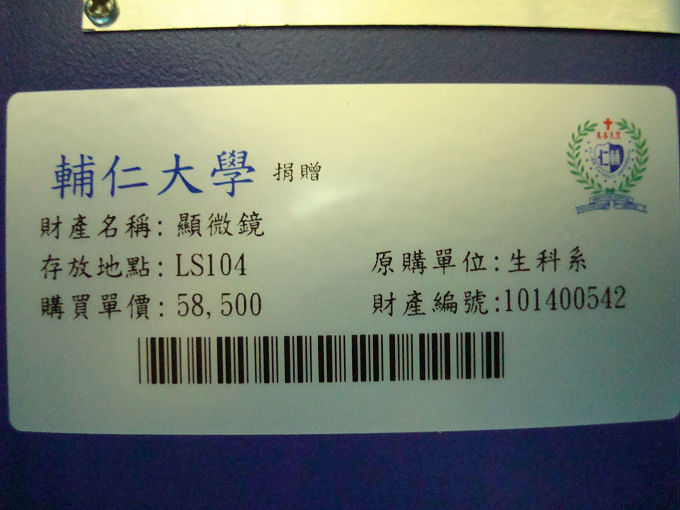 輔仁大學 捐贈
財產名稱: 顯微鏡
存放地點: LS104 原購單位: 生科系
購買單價: 58,500 財產編號: 101400542